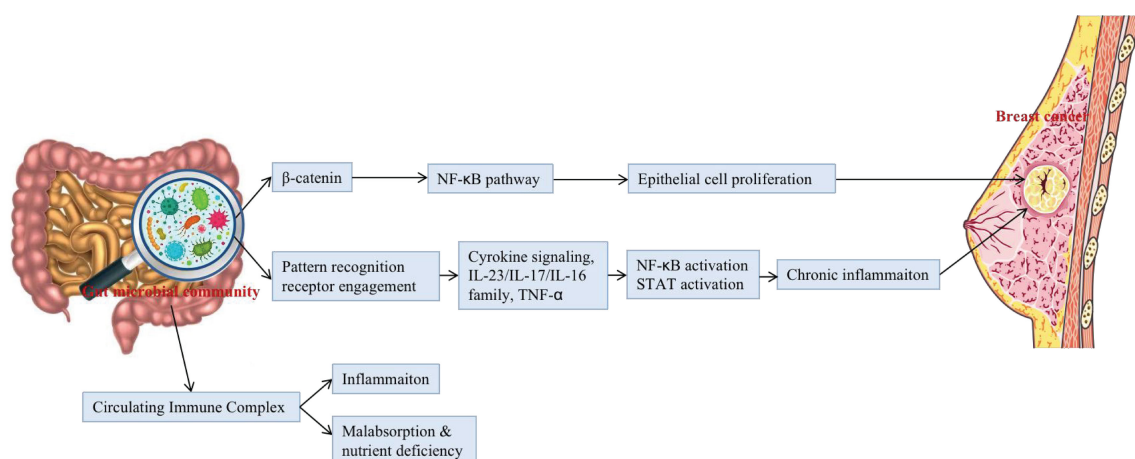 Breast concel
β-catenin
NF-κB pathway
Epithelial cell proliferation
Gut microbial community
Pattern recognition
receptor engagement
Cyrokine signaling,
IL-23/IL-17/IL-16
family, TNF-α
NF-κB activation
STAT activation
Chronic inflammaiton
Circulating Immune Complex
Inflammaiton
Malabsorption &
nutrient deficiency